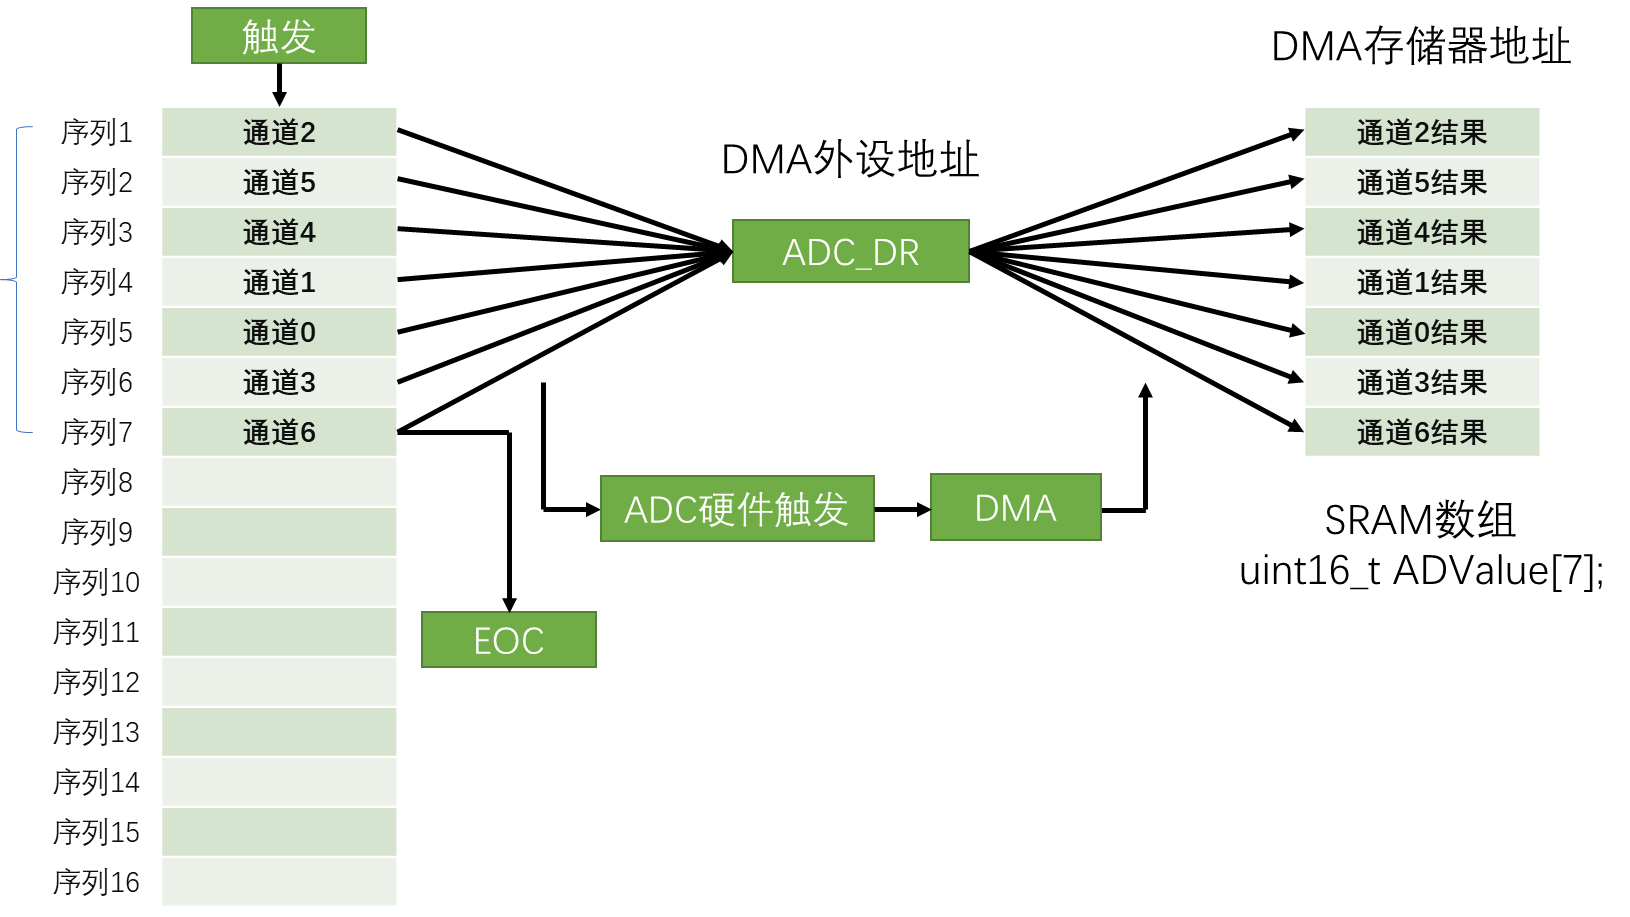 触发
DMA存储器地址
序列1 通道2 通道2结果
DMA外设地址
序列2 通道5 通道5结果
序列3 通道4 通道4结果
ADC_DR
序列4 通道1 通道1结果
序列5 通道0 通道0结果
序列6 通道3 通道3结果
序列7 通道6 通道6结果
序列8
ADC硬件触发 DMA
SRAM数组
序列9
uint16_t ADValue[7];
序列10
序列11
EOC
序列12
序列13
序列14
序列15
序列16